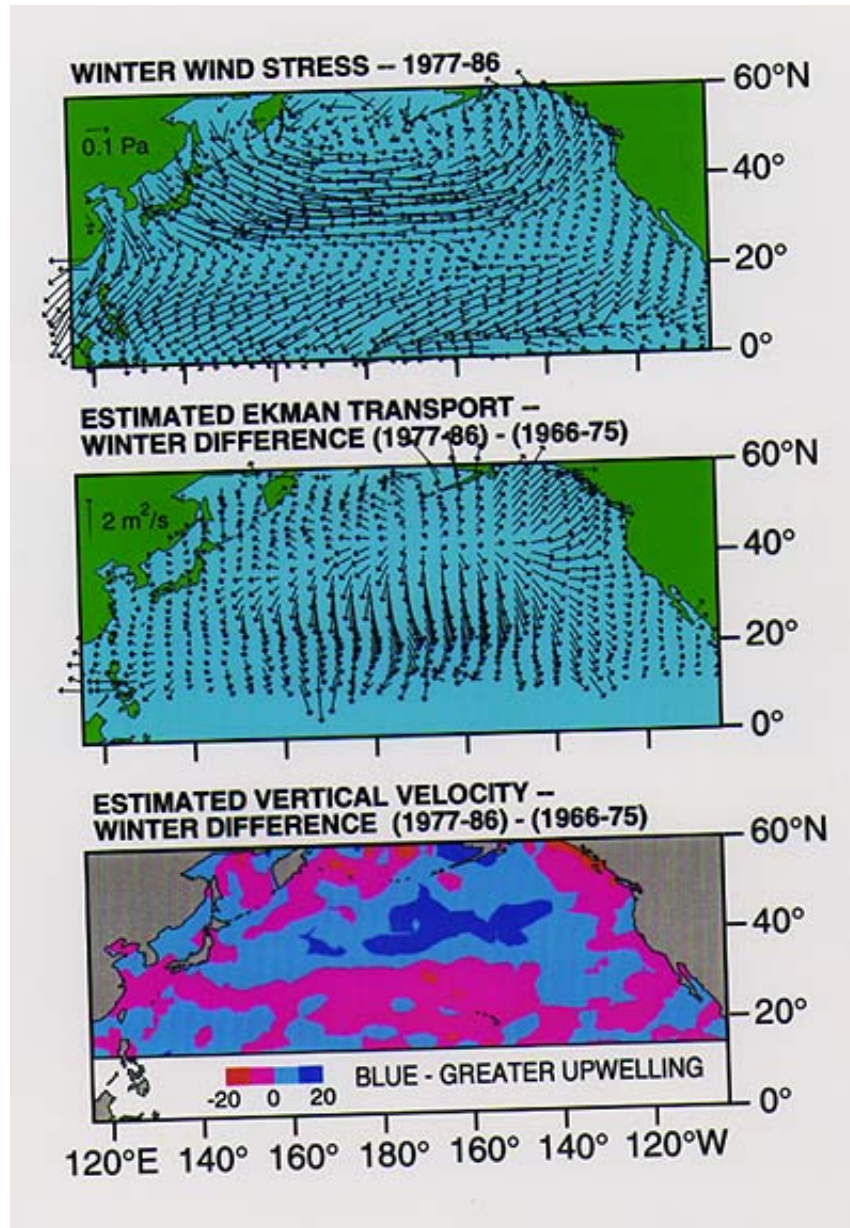 WINTER WIND STRESS -- 1977-86
60°N
0.1 Pa
40°
20°
0°
ESTIMATED EKMAN TRANSPORT --
WINTER DIFFERENCE (1977-86) - (1966-75)
60°N
2 m²/s
40°
20°
0°
ESTIMATED VERTICAL VELOCITY --
WINTER DIFFERENCE (1977-86) - (1966-75)
60°N
40°
20°
BLUE - GREATER UPWELLING
-20 0 20
0°
120°E 140° 160° 180° 160° 140° 120°W